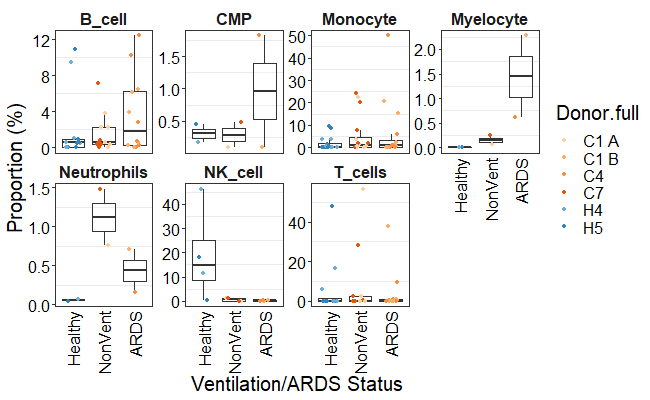 B_cell CMP Monocyte Myelocyte
12
8
4
0
1.5
1.0
0.5
50
40
30
20
10
0
2.0
1.5
1.0
0.5
0.0
Healthy NonVent ARDS
Proportion (%)
Neutrophils NK_cell T_cells
1.5
1.0
0.5
0.0
40
30
20
10
0
40
20
0
Healthy NonVent ARDS Healthy NonVent ARDS Healthy NonVent ARDS
Ventilation/ARDS Status
Donor.full
C1 A
C1 B
C4
C7
H4
H5